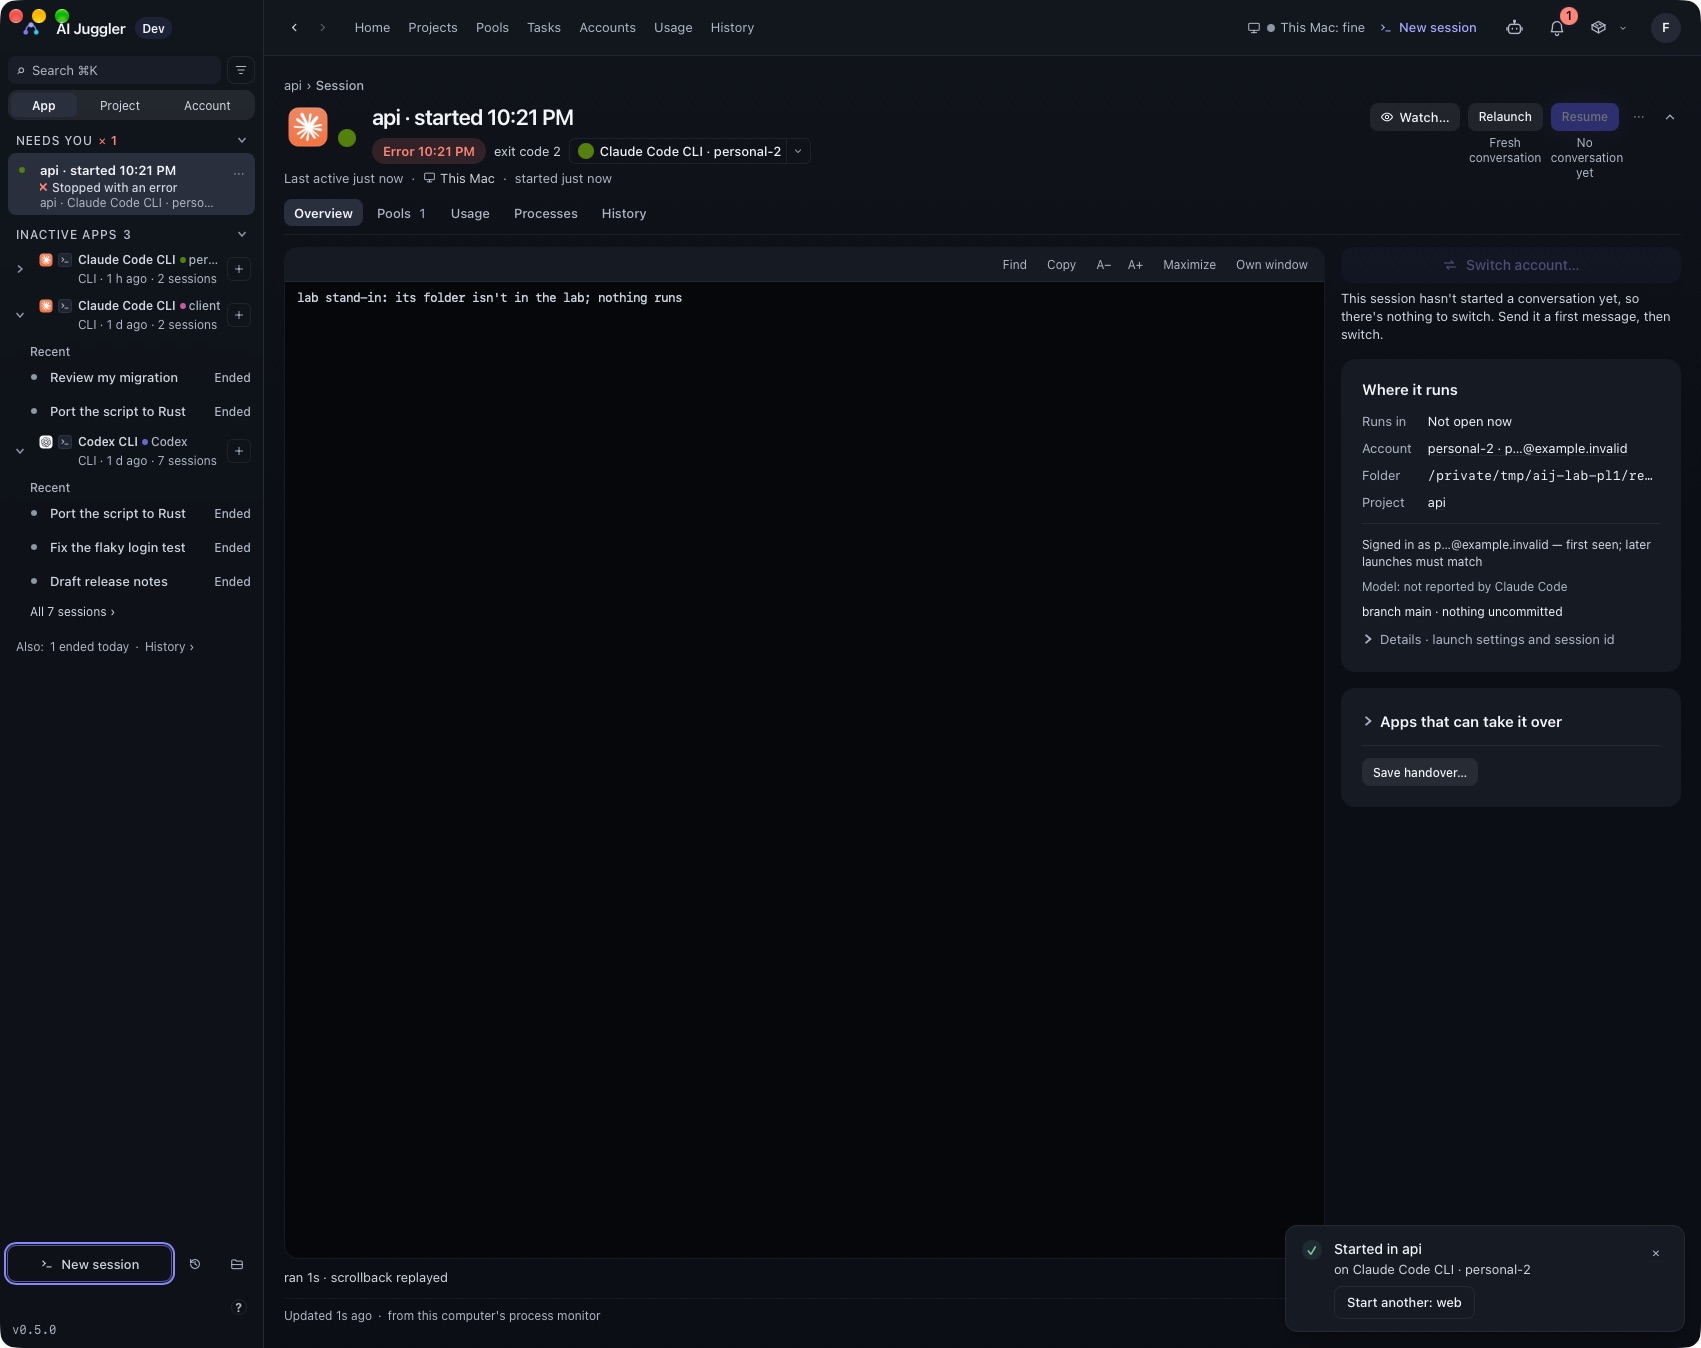 AI Juggler Dev
Search ⌘K
App Project Account
NEEDS YOU × 1
api · started 10:21 PM ...
× Stopped with an error
api · Claude Code CLI · perso...
INACTIVE APPS 3
Claude Code CLI per... +
CLI · 1 h ago · 2 sessions
Claude Code CLI client +
CLI · 1 d ago · 2 sessions
Recent
Review my migration Ended
Port the script to Rust Ended
Codex CLI Codex +
CLI · 1 d ago · 7 sessions
Recent
Port the script to Rust Ended
Fix the flaky login test Ended
Draft release notes Ended
All 7 sessions ›
Also: 1 ended today · History ›
New session
?
v0.5.0
‹ › Home Projects Pools Tasks Accounts Usage History
This Mac: fine New session 1 F
api › Session
api · started 10:21 PM
Error 10:21 PM exit code 2 Claude Code CLI · personal-2
Last active just now · This Mac · started just now
Watch... Relaunch Resume ...
Fresh conversation
No conversation yet
Overview Pools 1 Usage Processes History
Find Copy A− A+ Maximize Own window
lab stand-in: its folder isn't in the lab; nothing runs
ran 1s · scrollback replayed
Updated 1s ago · from this computer's process monitor
Switch account...
This session hasn't started a conversation yet, so
there's nothing to switch. Send it a first message, then
switch.
Where it runs
Runs in Not open now
Account personal-2 · p...@example.invalid
Folder /private/tmp/aij-lab-pl1/re...
Project api
Signed in as p...@example.invalid — first seen; later
launches must match
Model: not reported by Claude Code
branch main · nothing uncommitted
Details · launch settings and session id
Apps that can take it over
Save handover...
Started in api ×
on Claude Code CLI · personal-2
Start another: web